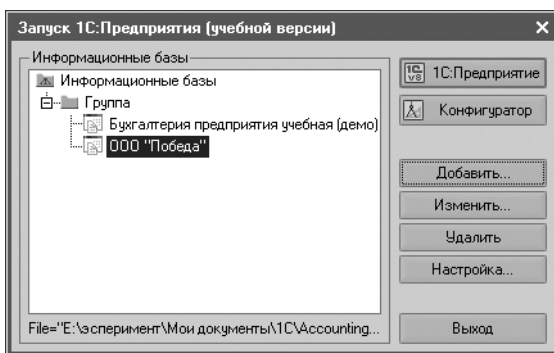 Запуск 1С:Предприятия (учебной версии)
Информационные базы
Информационные базы
Группа
Бухгалтерия предприятия учебная (демо)
ООО "Победа"
File="E:\эсперимент\Мои документы\1C\Accounting...
1С:Предприятие
Конфигуратор
Добавить...
Изменить...
Удалить
Настройка...
Выход